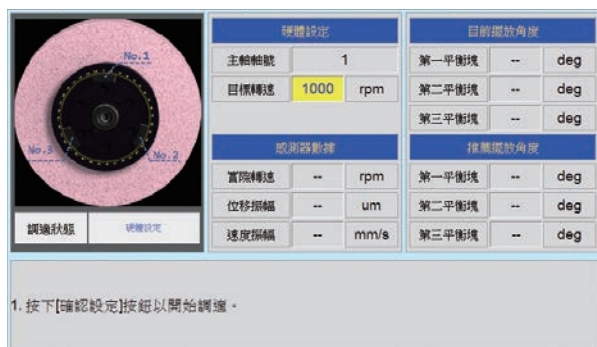 No.1
No.3
No.2
調適狀態 硬體設定
硬體設定
主軸軸號 1
目標轉速 1000 rpm
感測器數據
實際轉速 -- rpm
位移振幅 -- um
速度振幅 -- mm/s
目前擺放角度
第一平衡塊 -- deg
第二平衡塊 -- deg
第三平衡塊 -- deg
推薦擺放角度
第一平衡塊 -- deg
第二平衡塊 -- deg
第三平衡塊 -- deg
1. 按下[確認設定]按鈕以開始調適。